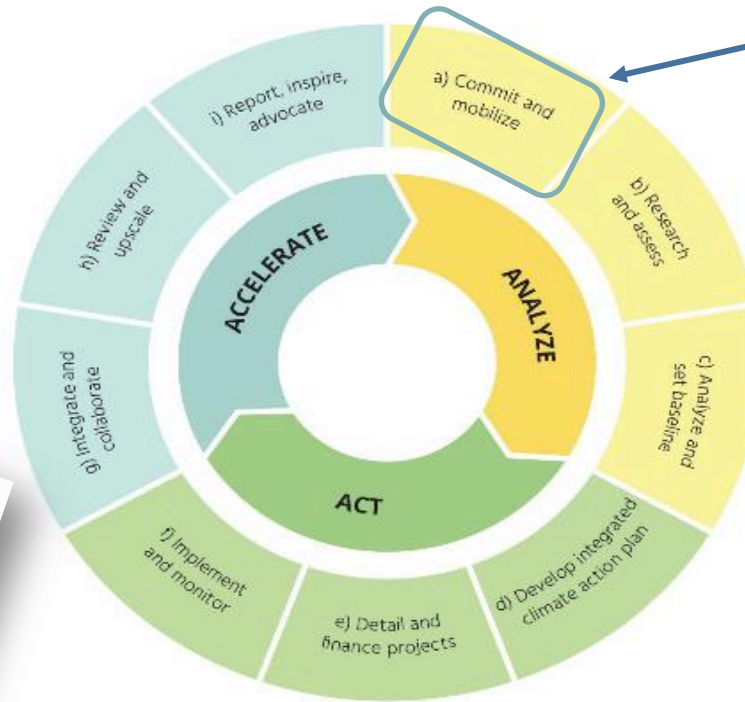 a) Commit and
mobilize
b) Research
and assess
c) Analyze and
set baseline
d) Develop integrated
climate action plan
e) Detail and
finance projects
f) Implement
and monitor
g) Integrate and
collaborate
h) Review and
upscale
i) Report, inspire,
advocate
ANALYZE
ACT
ACCELERATE